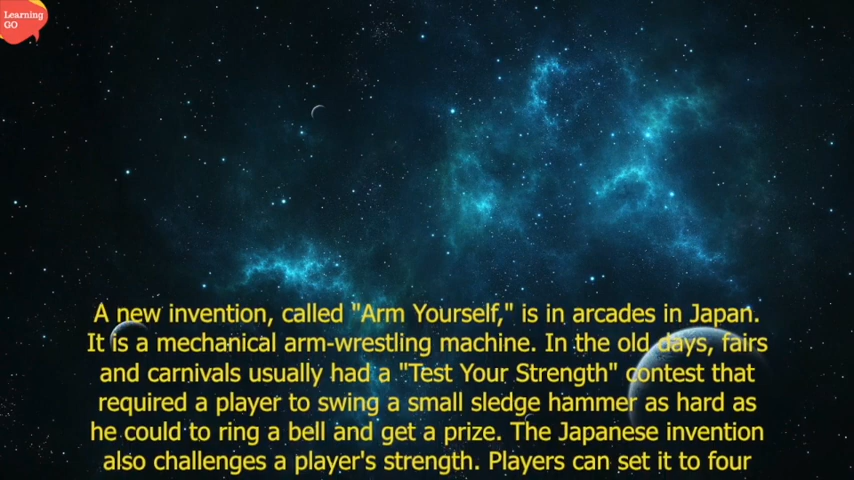 Learning
GO
A new invention, called "Arm Yourself," is in arcades in Japan.
It is a mechanical arm-wrestling machine. In the old days, fairs
and carnivals usually had a "Test Your Strength" contest that
required a player to swing a small sledge hammer as hard as
he could to ring a bell and get a prize. The Japanese invention
also challenges a player's strength. Players can set it to four